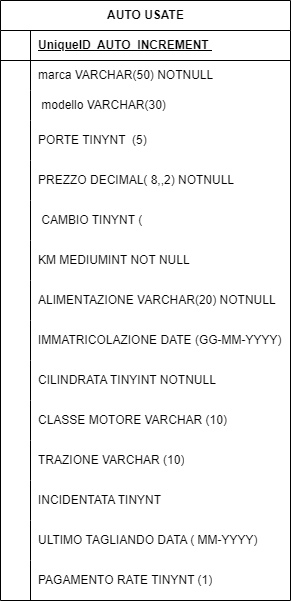 AUTO USATE
UniqueID AUTO_INCREMENT
marca VARCHAR(50) NOTNULL
modello VARCHAR(30)
PORTE TINYNT (5)
PREZZO DECIMAL( 8,,2) NOTNULL
CAMBIO TINYNT (
KM MEDIUMINT NOT NULL
ALIMENTAZIONE VARCHAR(20) NOTNULL
IMMATRICOLAZIONE DATE (GG-MM-YYYY)
CILINDRATA TINYINT NOTNULL
CLASSE MOTORE VARCHAR (10)
TRAZIONE VARCHAR (10)
INCIDENTATA TINYNT
ULTIMO TAGLIANDO DATA ( MM-YYYY)
PAGAMENTO RATE TINYNT (1)